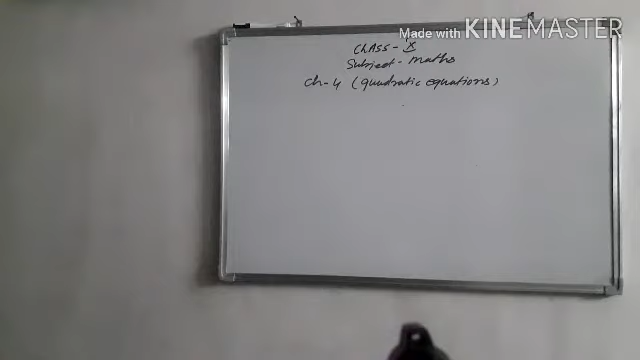 Made with KINEMASTER
CLASS - X
Subject - Maths
Ch-4 (quadratic equations)